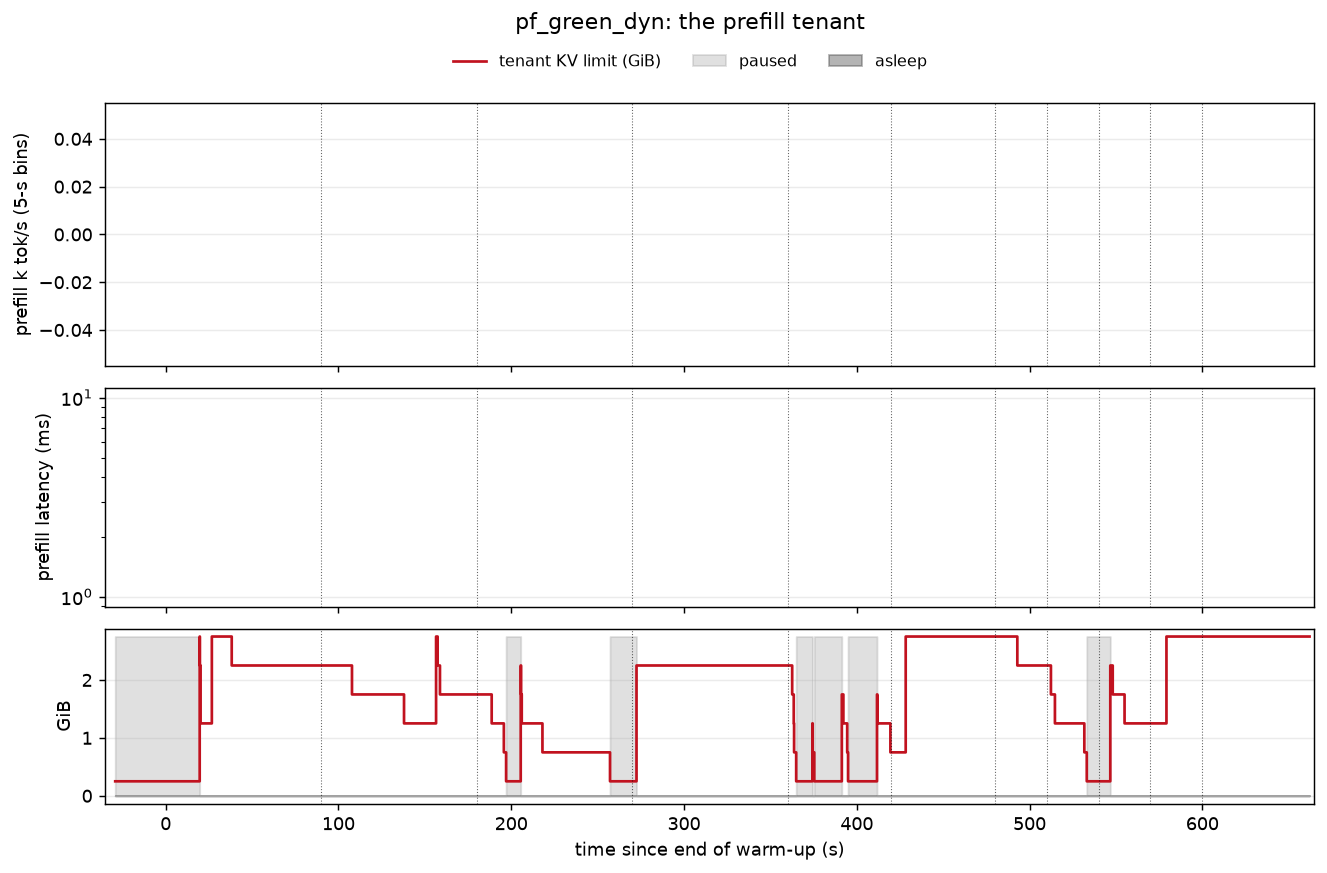 pf_green_dyn: the prefill tenant
tenant KV limit (GiB) paused asleep
prefill k tok/s (5-s bins)
0.04
0.02
0.00
−0.02
−0.04
prefill latency (ms)
10¹
10⁰
GiB
2
1
0
0 100 200 300 400 500 600
time since end of warm-up (s)